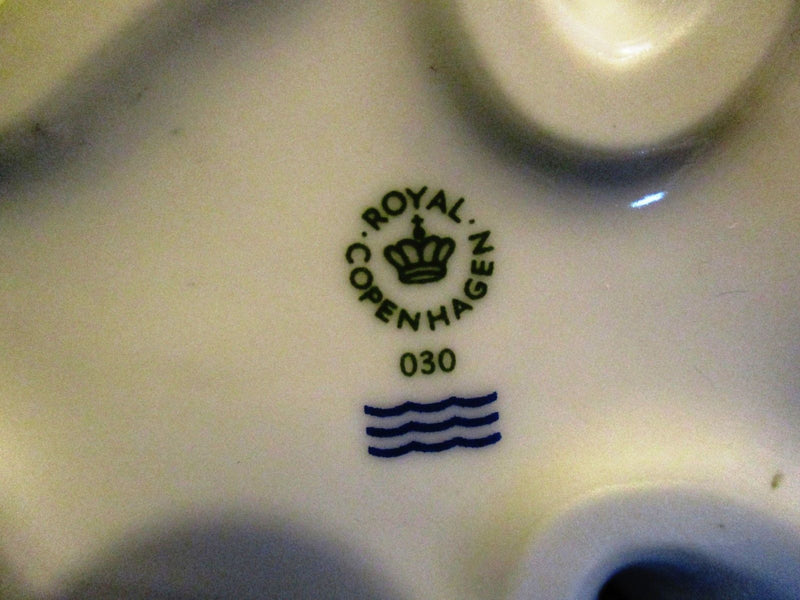 · ROYAL ·
COPENHAGEN
030